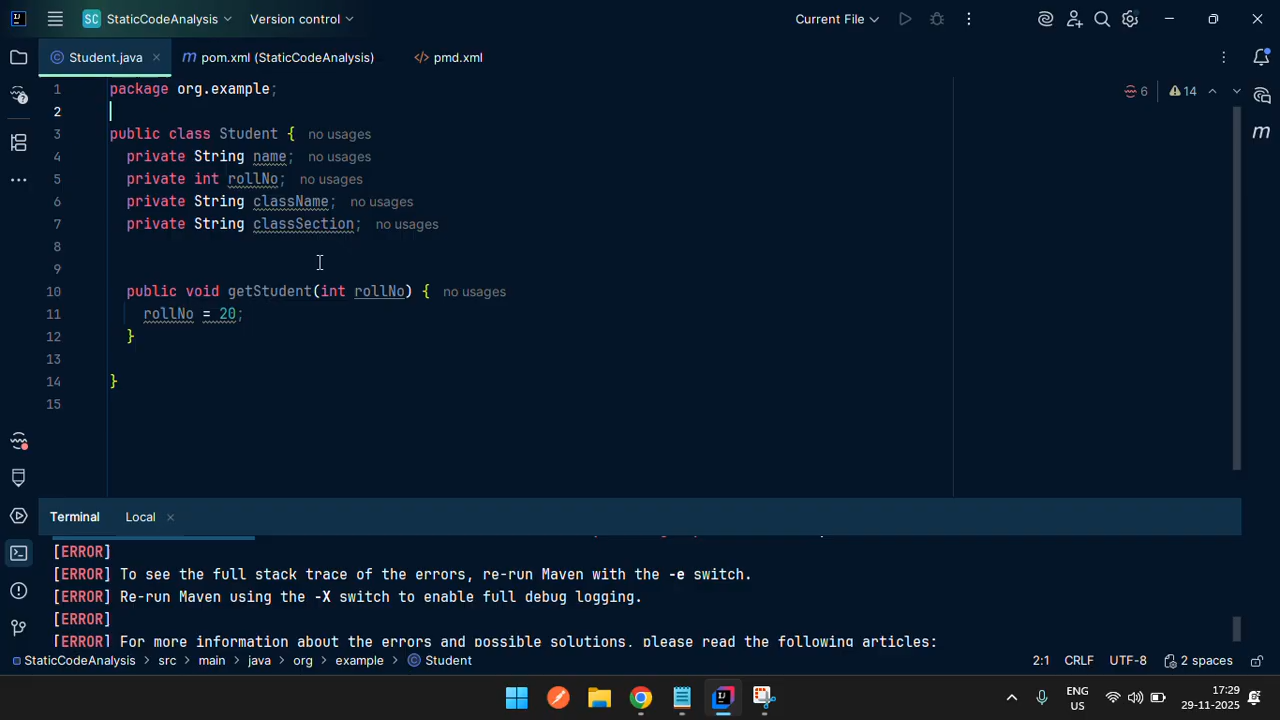 SC StaticCodeAnalysis Version control Current File
Student.java pom.xml (StaticCodeAnalysis) pmd.xml
1 package org.example; 6 14
2
3 public class Student { no usages
4 private String name; no usages
5 private int rollNo; no usages
6 private String className; no usages
7 private String classSection; no usages
8
9
10 public void getStudent(int rollNo) { no usages
11 rollNo = 20;
12 }
13
14 }
15
Terminal Local
[ERROR]
[ERROR] To see the full stack trace of the errors, re-run Maven with the -e switch.
[ERROR] Re-run Maven using the -X switch to enable full debug logging.
[ERROR]
[ERROR] For more information about the errors and possible solutions, please read the following articles:
StaticCodeAnalysis > src > main > java > org > example > Student 2:1 CRLF UTF-8 2 spaces
ENG
US
17:29
29-11-2025